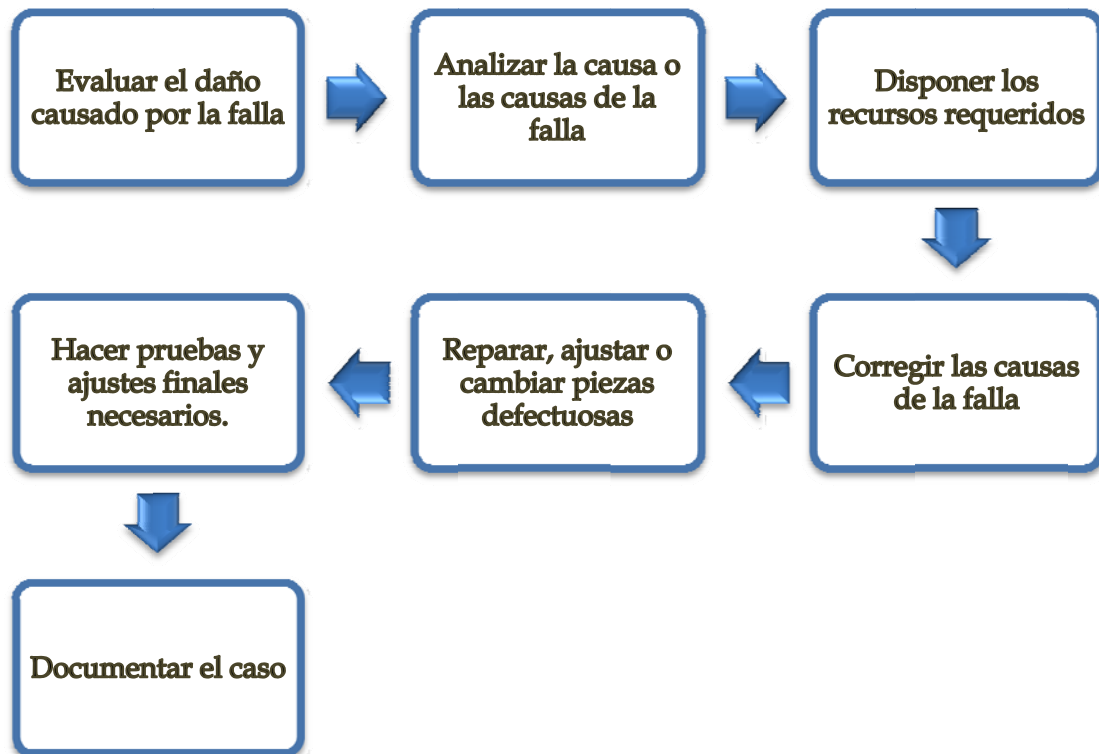 Evaluar el daño
causado por la falla
Analizar la causa o
las causas de la
falla
Disponer los
recursos requeridos
Corregir las causas
de la falla
Reparar, ajustar o
cambiar piezas
defectuosas
Hacer pruebas y
ajustes finales
necesarios.
Documentar el caso